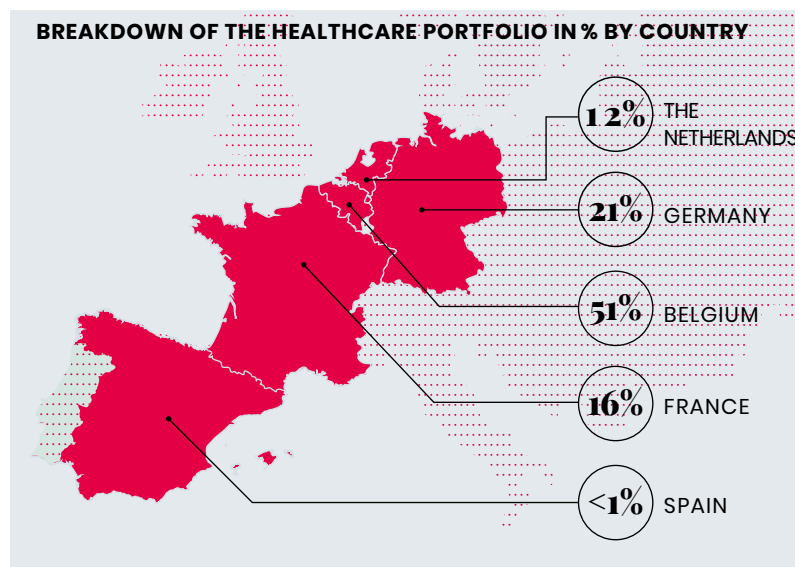 BREAKDOWN OF THE HEALTHCARE PORTFOLIO IN % BY COUNTRY
12% THE
NETHERLANDS
21% GERMANY
51% BELGIUM
16% FRANCE
<1% SPAIN